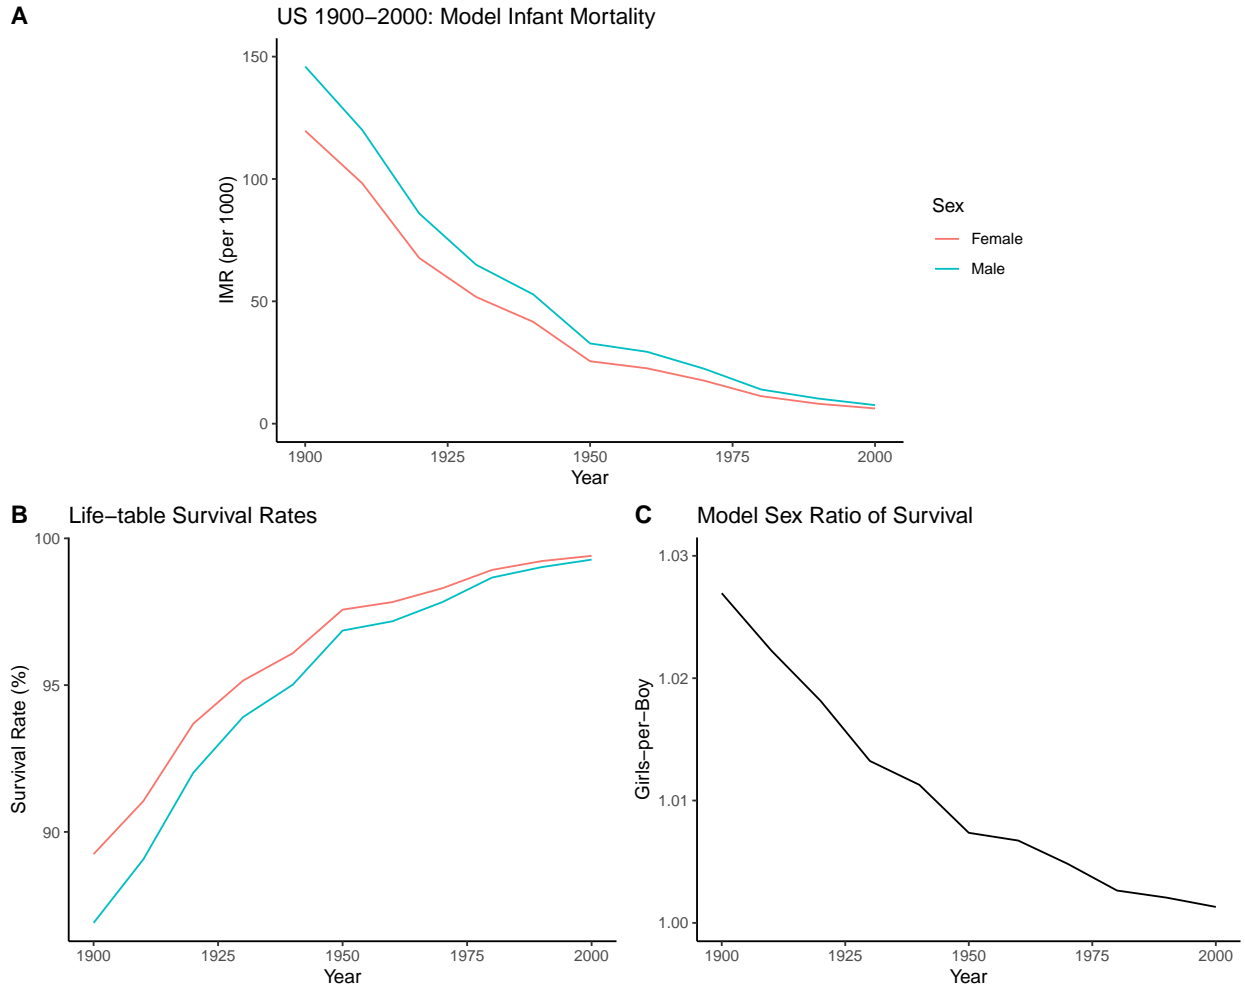 A
US 1900−2000: Model Infant Mortality
150
100
50
0
IMR (per 1000)
1900
1925
1950
1975
2000
Year
Sex
Female
Male
B
Life−table Survival Rates
100
95
90
Survival Rate (%)
1900
1925
1950
1975
2000
Year
C
Model Sex Ratio of Survival
1.03
1.02
1.01
1.00
Girls−per−Boy
1900
1925
1950
1975
2000
Year